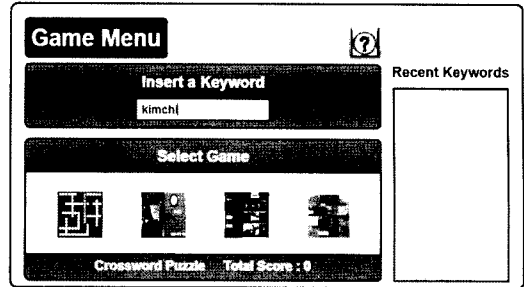 Game Menu
?
Insert a Keyword
kimchi
Recent Keywords
Select Game
Crossword Puzzle Total Score : 0